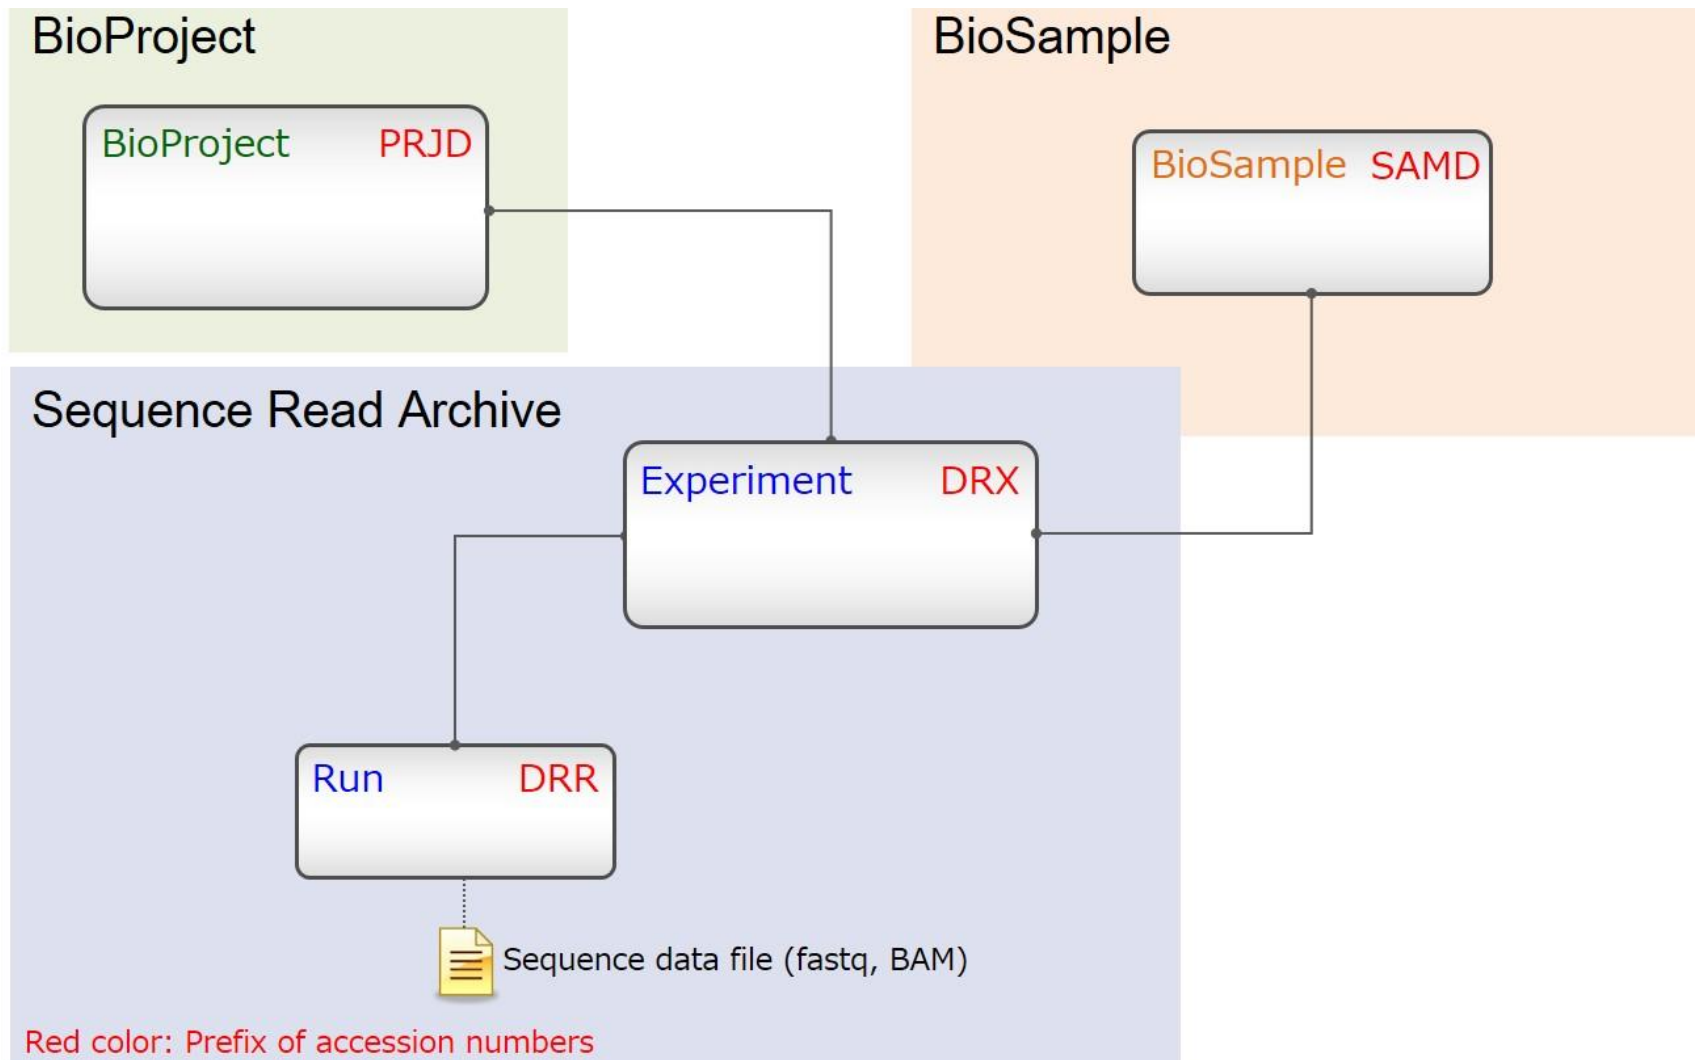 BioProject
BioProject PRJD
BioSample
BioSample SAMD
Sequence Read Archive
Experiment DRX
Run DRR
Sequence data file (fastq, BAM)
Red color: Prefix of accession numbers